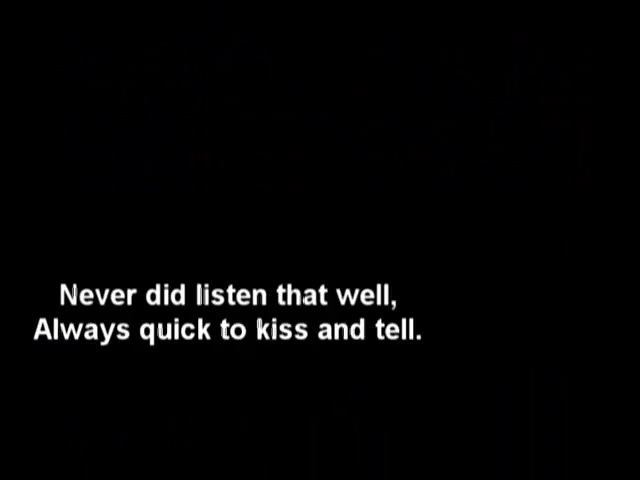 Never did listen that well,
Always quick to kiss and tell.